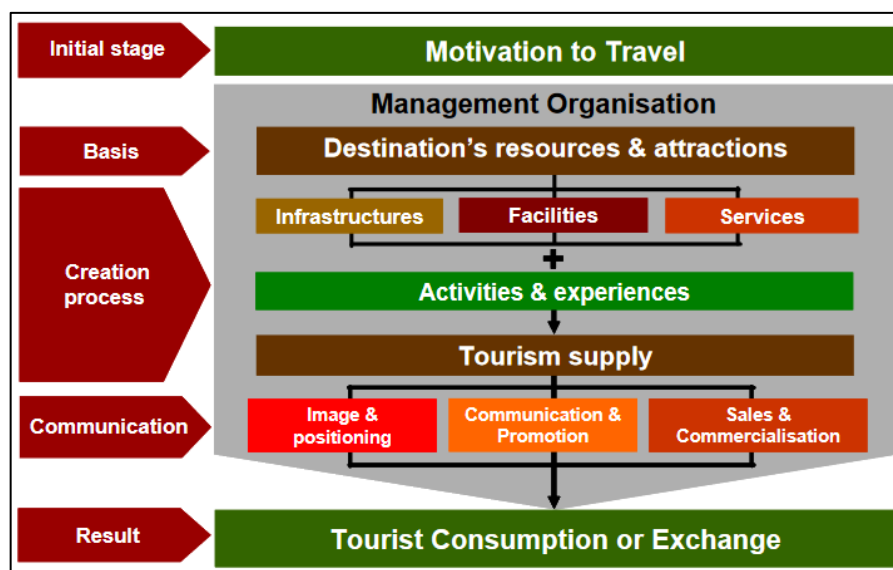 Initial stage
Motivation to Travel
Management Organisation
Basis
Destination's resources & attractions
Infrastructures
Facilities
Services
Creation
process
+
Activities & experiences
Tourism supply
Communication
Image &
positioning
Communication &
Promotion
Sales &
Commercialisation
Result
Tourist Consumption or Exchange